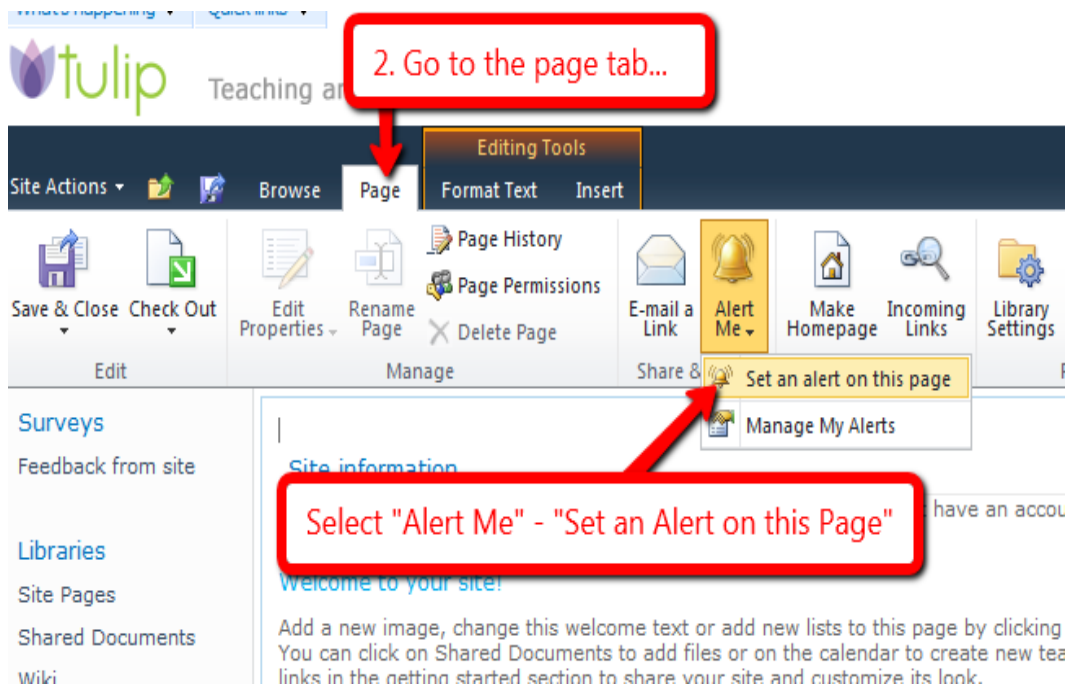 What's happening Quick links
tulip Teaching an
2. Go to the page tab...
Editing Tools
Site Actions Browse Page Format Text Insert
Page History
Page Permissions
Delete Page
Save & Close Check Out
Edit Properties
Rename Page
E-mail a Link
Alert Me
Make Homepage
Incoming Links
Library Settings
Edit Manage Share &
Set an alert on this page
Manage My Alerts
Surveys
Feedback from site
Libraries
Site Pages
Shared Documents
Wiki
Site information
Select "Alert Me" - "Set an Alert on this Page"
have an accou
Welcome to your site!
Add a new image, change this welcome text or add new lists to this page by clicking
You can click on Shared Documents to add files or on the calendar to create new tea
links in the getting started section to share your site and customize its look.